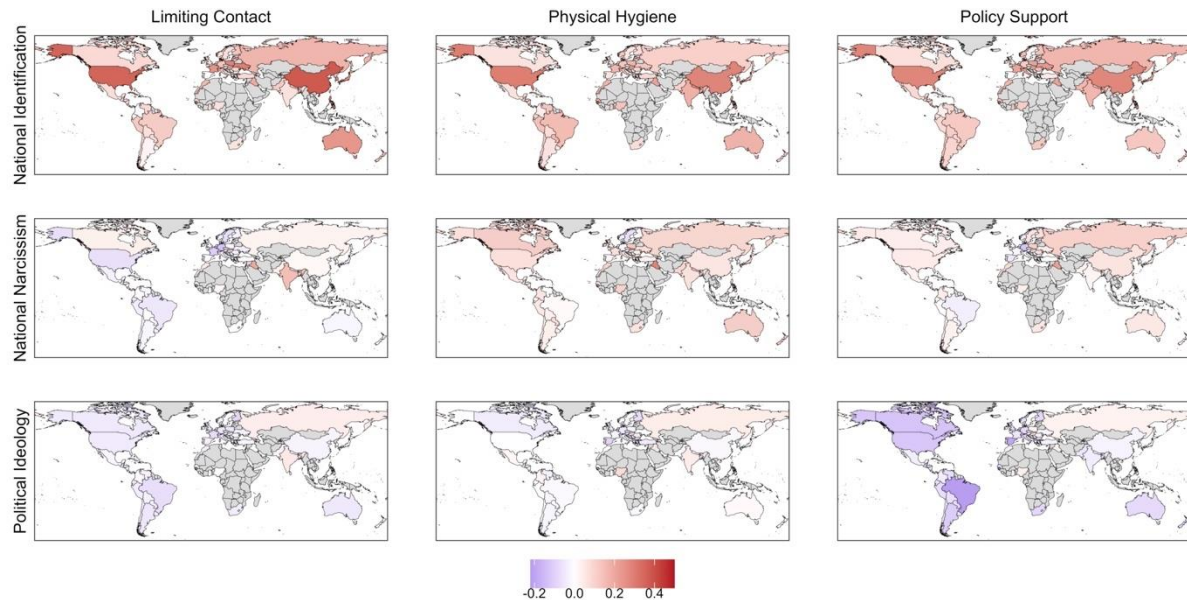 Limiting Contact
Physical Hygiene
Policy Support
National Identification
National Narcissism
Political Ideology
-0.2 0.0 0.2 0.4